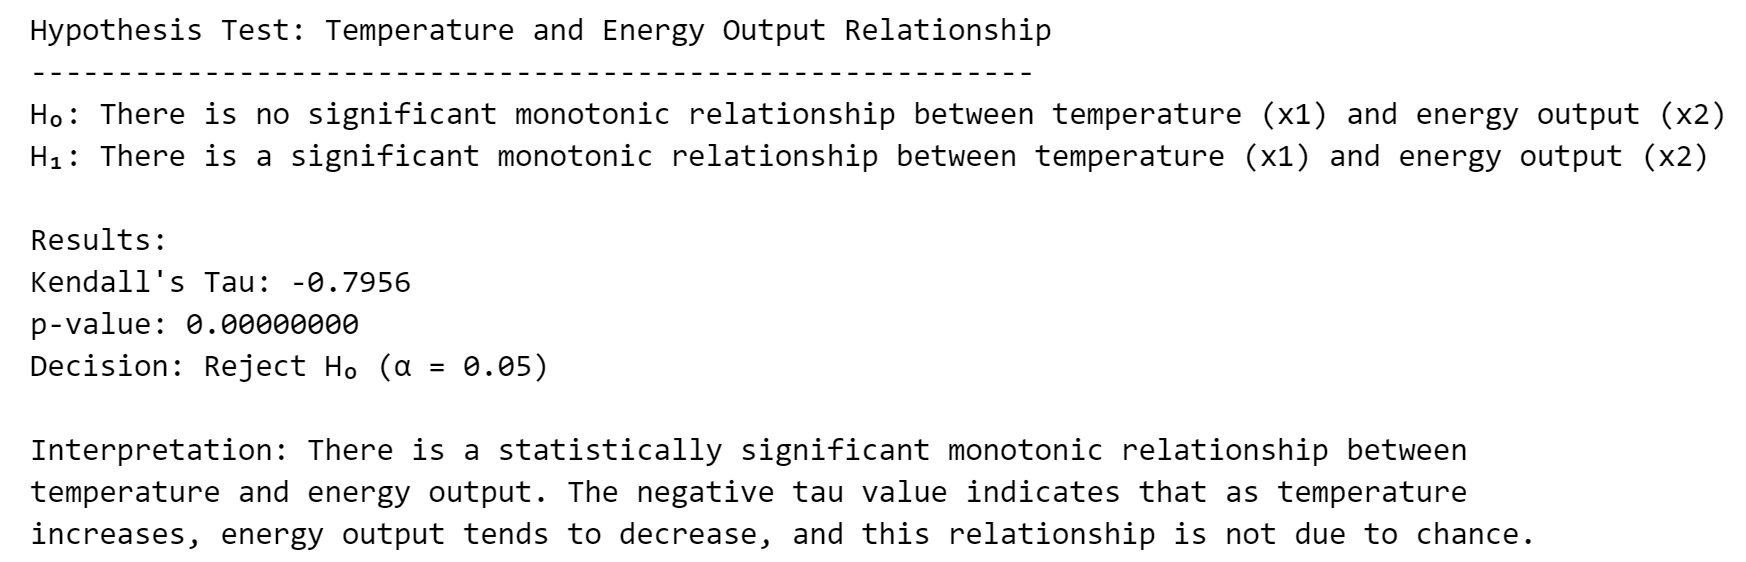 Hypothesis Test: Temperature and Energy Output Relationship
----------------------------------------------------------
H₀: There is no significant monotonic relationship between temperature (x1) and energy output (x2)
H₁: There is a significant monotonic relationship between temperature (x1) and energy output (x2)
Results:
Kendall's Tau: -0.7956
p-value: 0.00000000
Decision: Reject H₀ (α = 0.05)
Interpretation: There is a statistically significant monotonic relationship between
temperature and energy output. The negative tau value indicates that as temperature
increases, energy output tends to decrease, and this relationship is not due to chance.